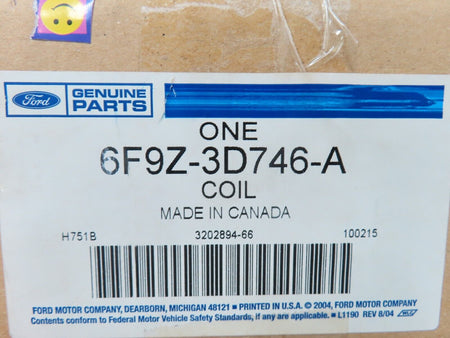 Ford
GENUINE
PARTS
ONE
6F9Z-3D746-A
COIL
MADE IN CANADA
H751B 3202894-66 100215
FORD MOTOR COMPANY, DEARBORN, MICHIGAN 48121 ■ PRINTED IN U.S.A. © 2004, FORD MOTOR COMPANY
Contents conform to Federal Motor Vehicle Safety Standards, if any are applicable. ■ L1190 REV 8/04